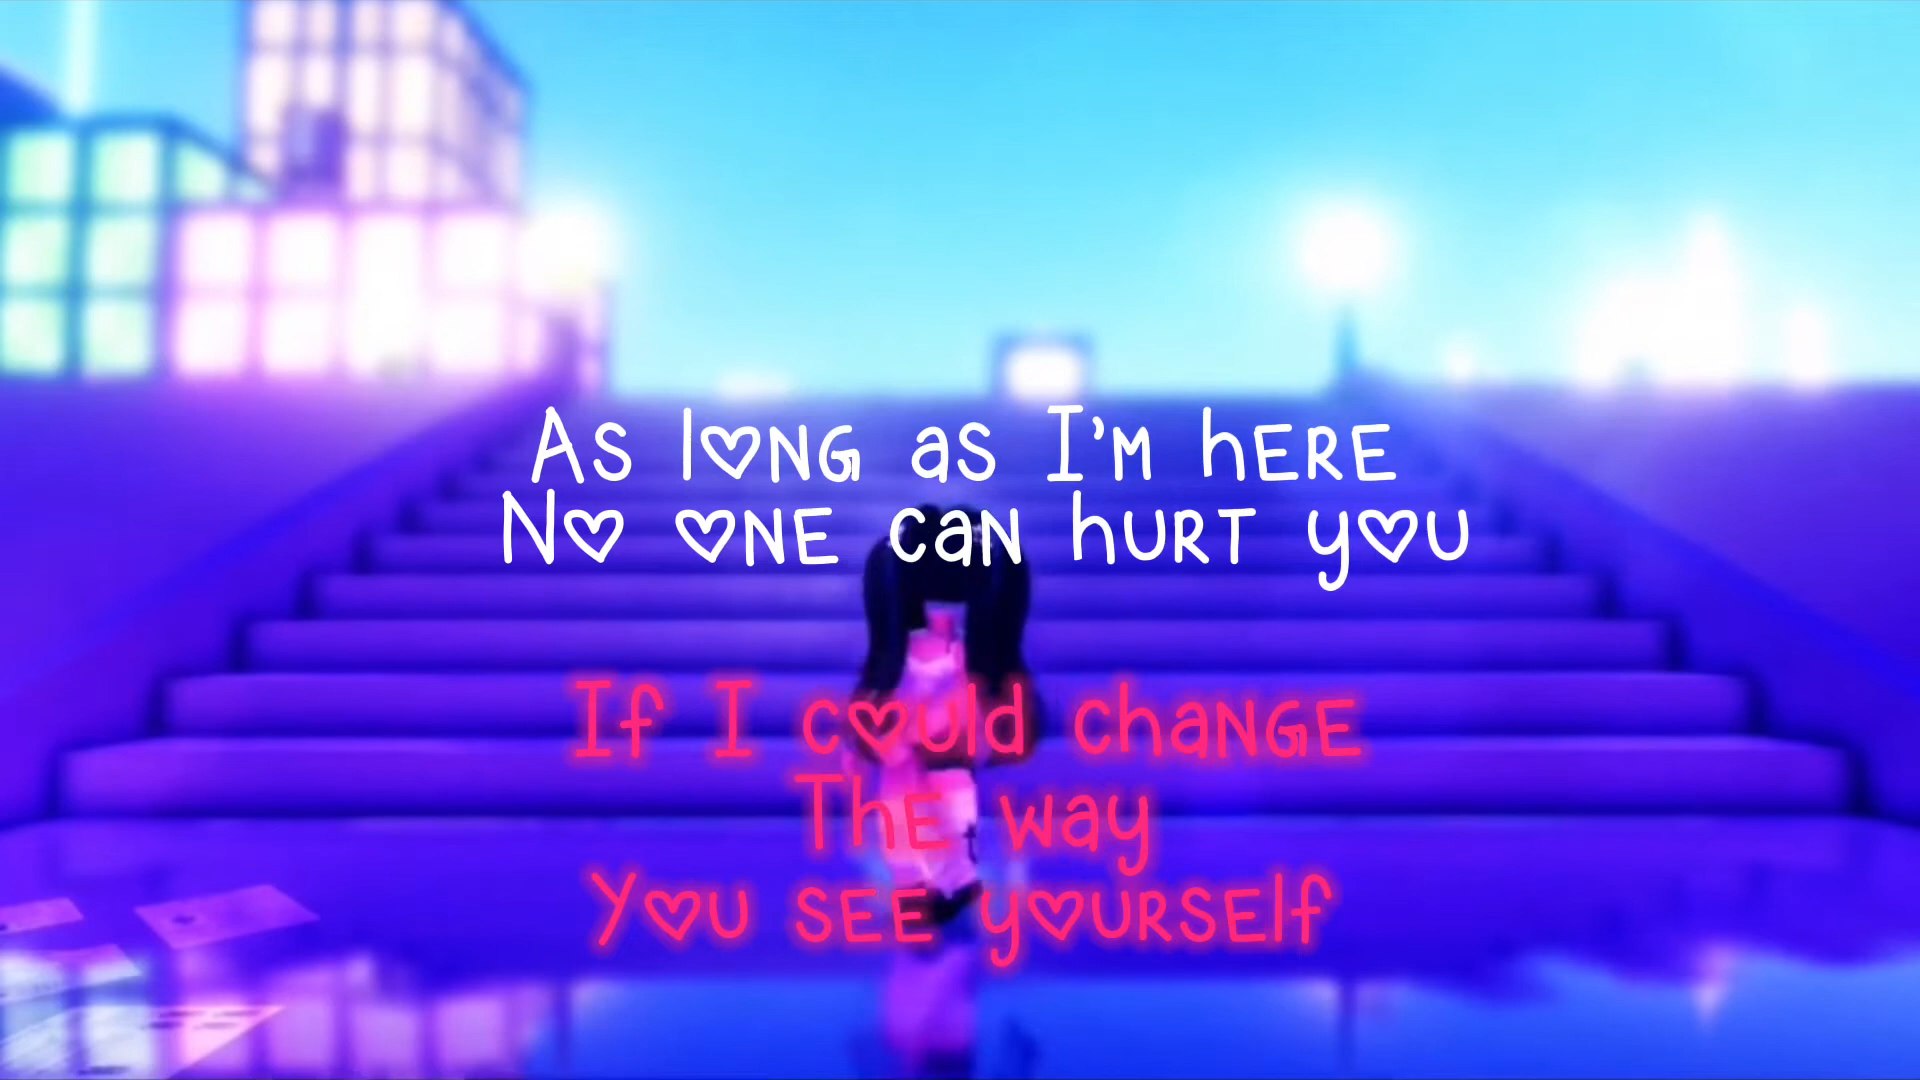 As long as I'm here
No one can hurt you
If I could change
The way
You see yourself